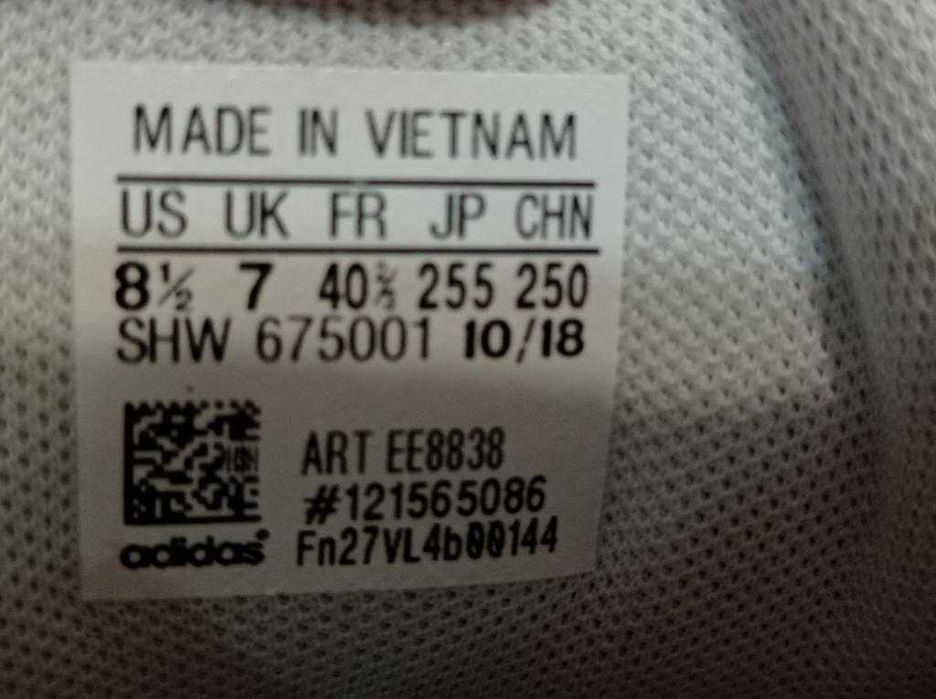 MADE IN VIETNAM
US UK FR JP CHN
8½ 7 40⅔ 255 250
SHW 675001 10/18
ART EE8838
#121565086
adidas Fn27VL4b00144